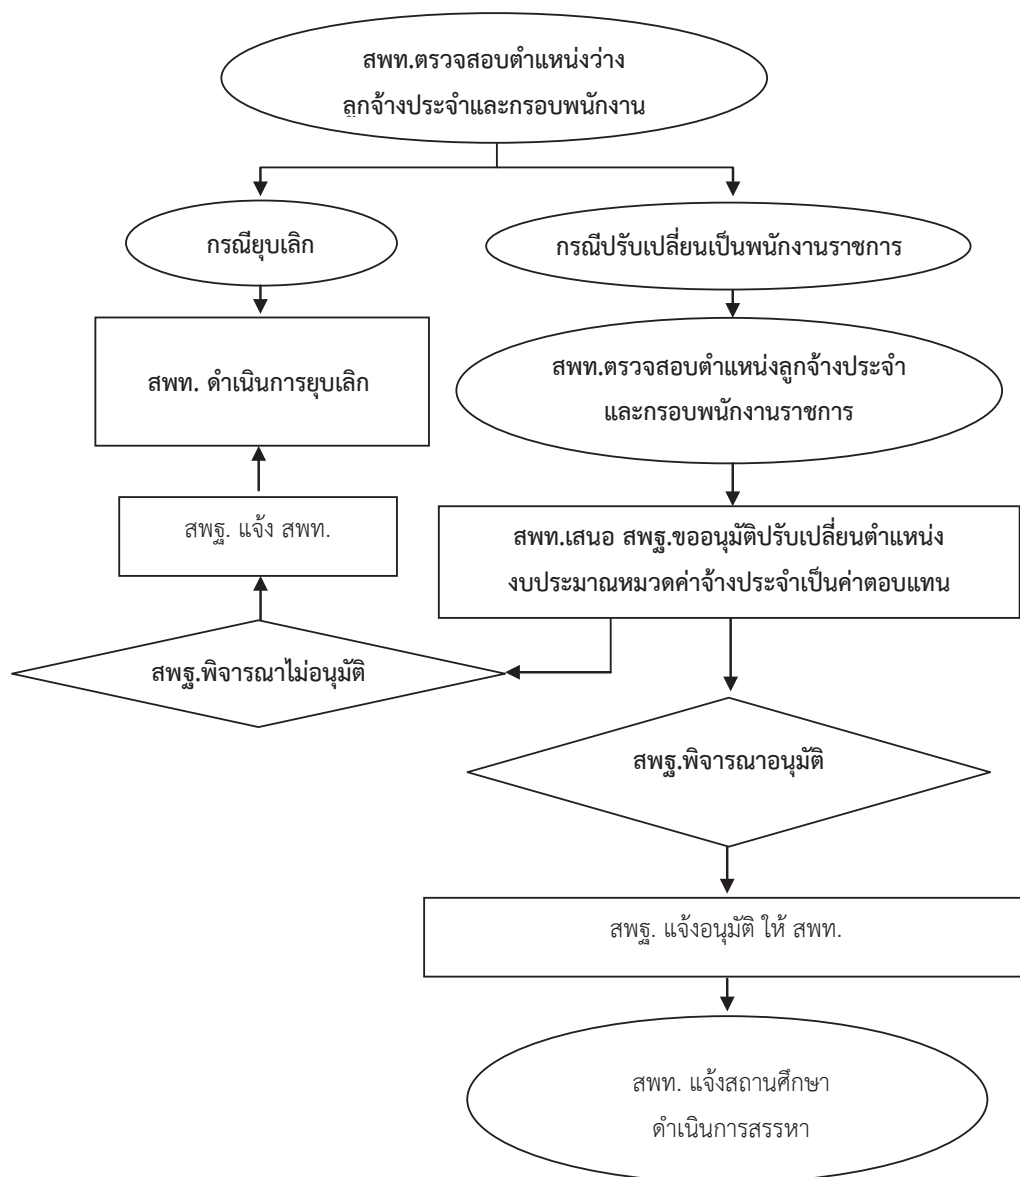 สพท.ตรวจสอบตำแหน่งว่าง
ลูกจ้างประจำและกรอบพนักงาน
กรณียุบเลิก
กรณีปรับเปลี่ยนเป็นพนักงานราชการ
สพท. ดำเนินการยุบเลิก
สพท.ตรวจสอบตำแหน่งลูกจ้างประจำ
และกรอบพนักงานราชการ
สพฐ. แจ้ง สพท.
สพท.เสนอ สพฐ.ขออนุมัติปรับเปลี่ยนตำแหน่ง
งบประมาณหมวดค่าจ้างประจำเป็นค่าตอบแทน
สพฐ.พิจารณาไม่อนุมัติ
สพฐ.พิจารณาอนุมัติ
สพฐ. แจ้งอนุมัติ ให้ สพท.
สพท. แจ้งสถานศึกษา
ดำเนินการสรรหา